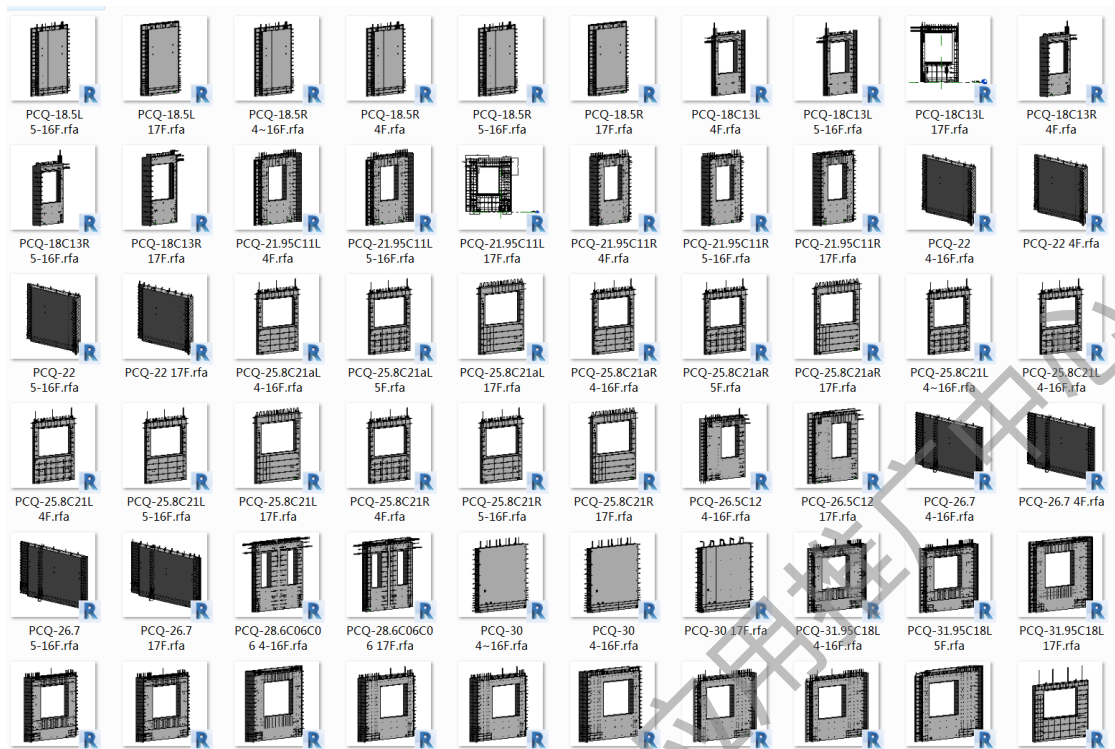 PCQ-18.5L PCQ-18.5L PCQ-18.5R PCQ-18.5R PCQ-18.5R PCQ-18.5R PCQ-18C13L PCQ-18C13L PCQ-18C13L PCQ-18C13R
5-16F.rfa 17F.rfa 4~16F.rfa 4F.rfa 5-16F.rfa 17F.rfa 4F.rfa 5-16F.rfa 17F.rfa 4F.rfa
PCQ-18C13R PCQ-18C13R PCQ-21.95C11L PCQ-21.95C11L PCQ-21.95C11L PCQ-21.95C11R PCQ-21.95C11R PCQ-21.95C11R PCQ-22 PCQ-22 4F.rfa
5-16F.rfa 17F.rfa 4F.rfa 5-16F.rfa 17F.rfa 4F.rfa 5-16F.rfa 17F.rfa 4-16F.rfa
PCQ-22 PCQ-22 17F.rfa PCQ-25.8C21aL PCQ-25.8C21aL PCQ-25.8C21aL PCQ-25.8C21aR PCQ-25.8C21aR PCQ-25.8C21aR PCQ-25.8C21L PCQ-25.8C21L
5-16F.rfa 4-16F.rfa 5F.rfa 17F.rfa 4-16F.rfa 5F.rfa 17F.rfa 4~16F.rfa 4-16F.rfa
PCQ-25.8C21L PCQ-25.8C21L PCQ-25.8C21L PCQ-25.8C21R PCQ-25.8C21R PCQ-25.8C21R PCQ-26.5C12 PCQ-26.5C12 PCQ-26.7 PCQ-26.7 4F.rfa
4F.rfa 5-16F.rfa 17F.rfa 4F.rfa 5-16F.rfa 17F.rfa 4-16F.rfa 17F.rfa 4-16F.rfa
PCQ-26.7 PCQ-26.7 PCQ-28.6C06C0 PCQ-28.6C06C0 PCQ-30 PCQ-30 PCQ-30 17F.rfa PCQ-31.95C18L PCQ-31.95C18L PCQ-31.95C18L
5-16F.rfa 17F.rfa 6 4-16F.rfa 6 17F.rfa 4~16F.rfa 4-16F.rfa 4-16F.rfa 5F.rfa 17F.rfa
应用推广中心